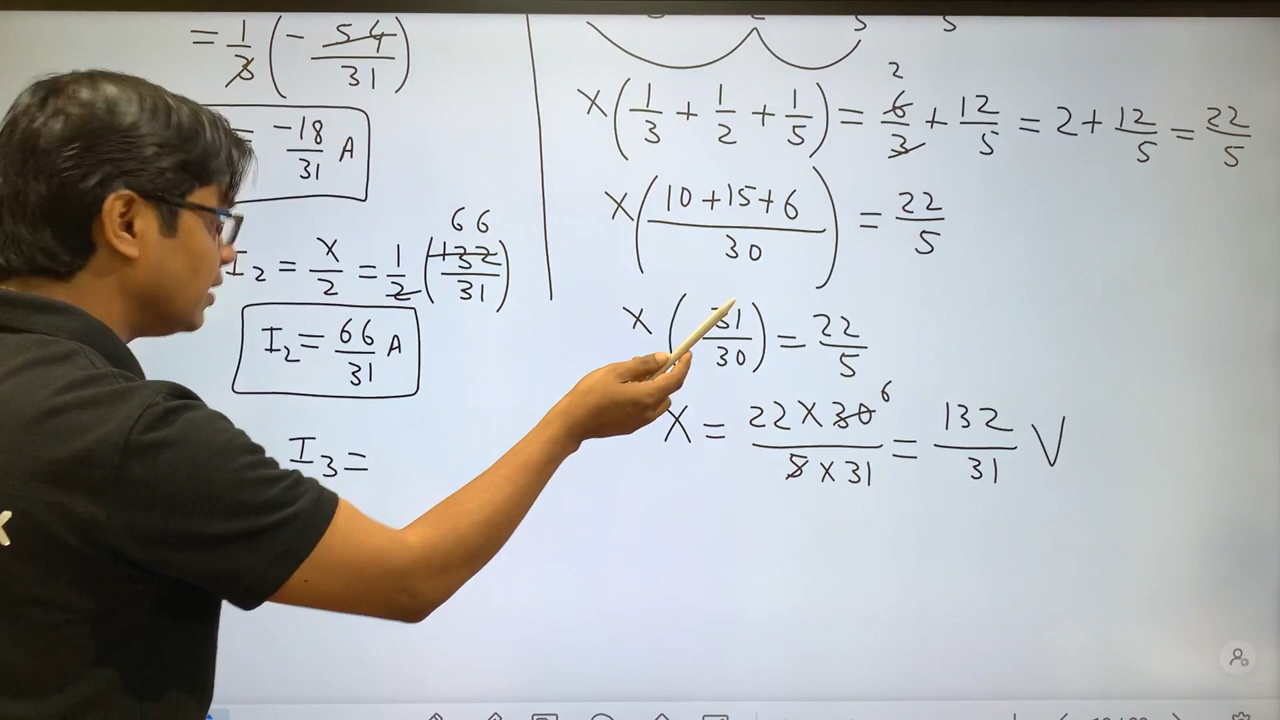 = 1/3 (- 54/31)
= -18/31 A
I₂ = X/2 = 1/2 (132/31) 66
I₂ = 66/31 A
I₃ =
X(1/3 + 1/2 + 1/5) = 6/3 2 + 12/5 = 2 + 12/5 = 22/5
X((10+15+6)/30) = 22/5
X(31/30) = 22/5
X = (22 X 30 6)/(5 X 31) = 132/31 V